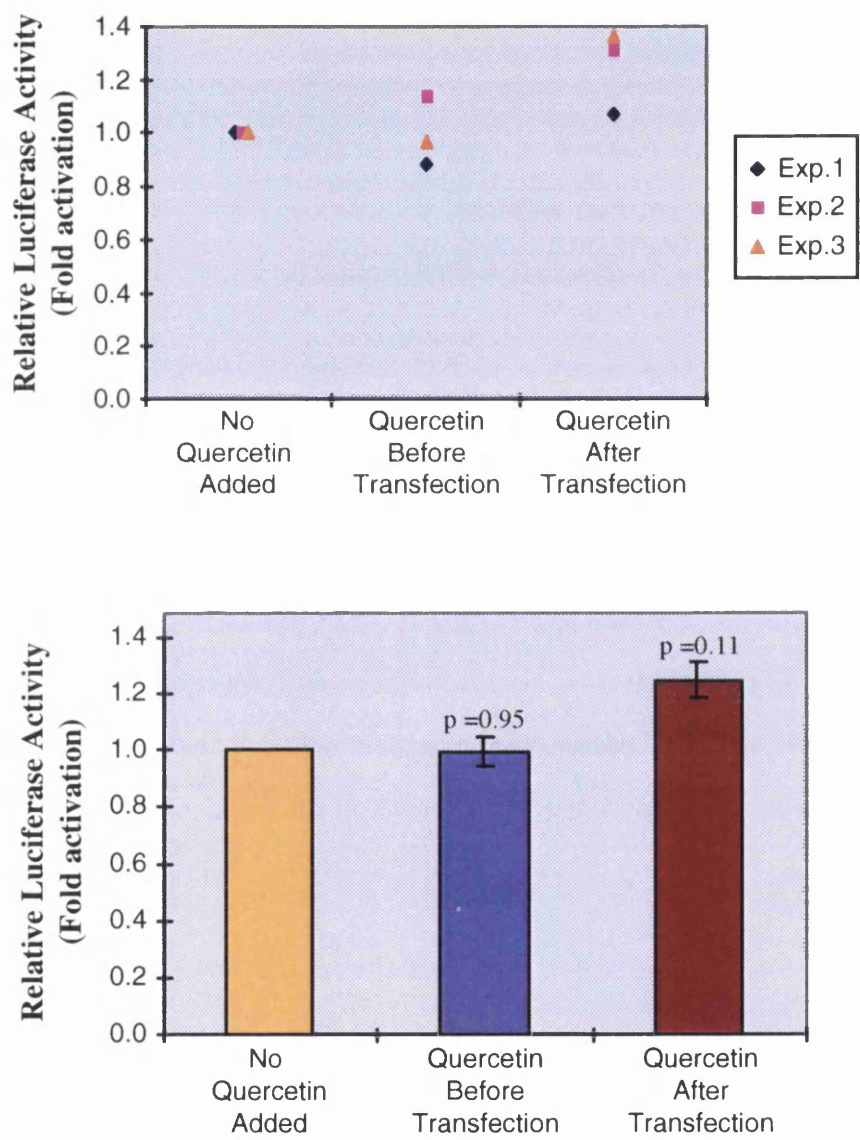 Relative Luciferase Activity
(Fold activation)
1.4
1.2
1.0
0.8
0.6
0.4
0.2
0.0
No
Quercetin
Added
Quercetin
Before
Transfection
Quercetin
After
Transfection
Exp.1
Exp.2
Exp.3
Relative Luciferase Activity
(Fold activation)
1.4
1.2
1.0
0.8
0.6
0.4
0.2
0.0
p =0.95
p =0.11
No
Quercetin
Added
Quercetin
Before
Transfection
Quercetin
After
Transfection